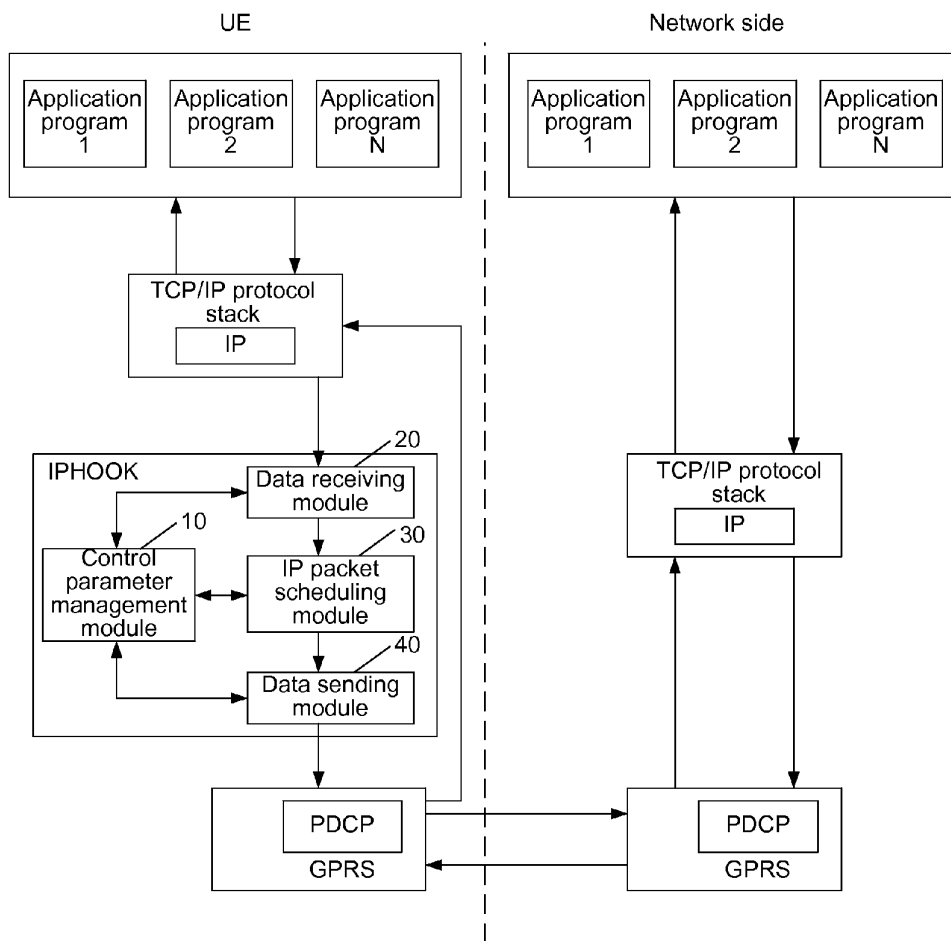 UE
Network side
Application
program
1
Application
program
2
Application
program
N
Application
program
1
Application
program
2
Application
program
N
TCP/IP protocol
stack
IP
IPHOOK
20
Data receiving
module
10
Control
parameter
management
module
30
IP packet
scheduling
module
40
Data sending
module
TCP/IP protocol
stack
IP
PDCP
GPRS
PDCP
GPRS